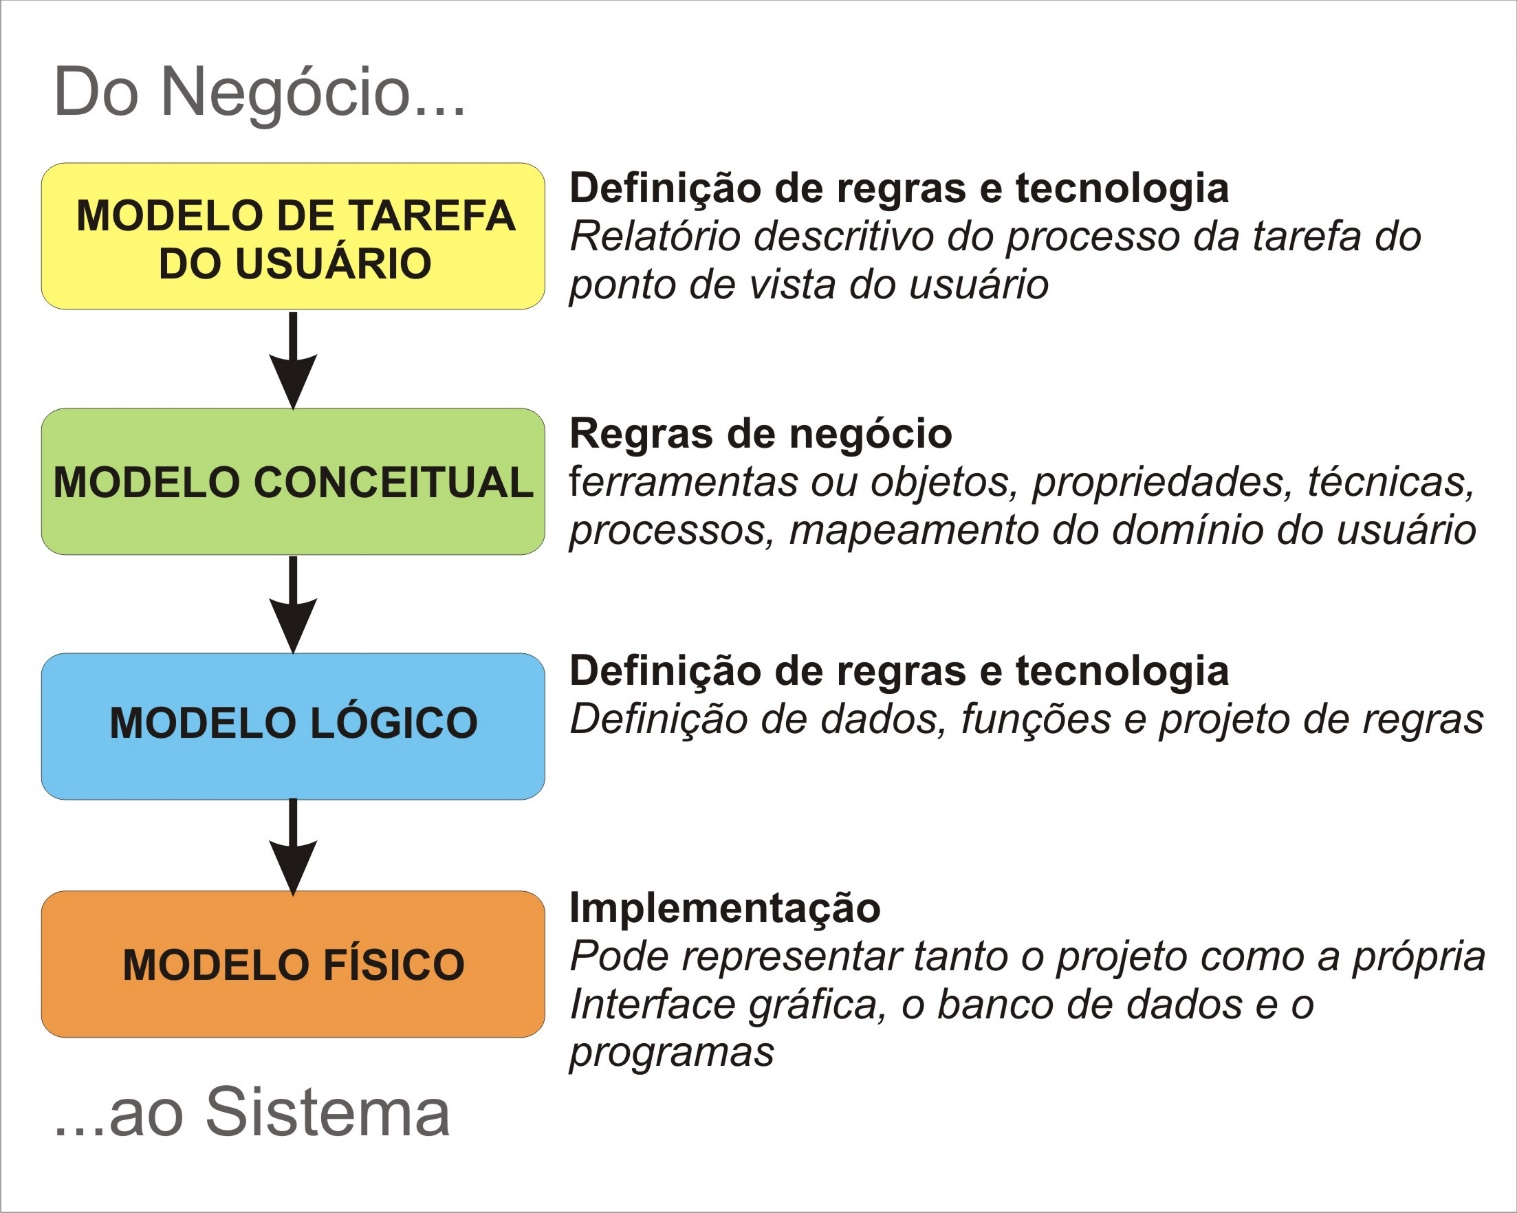 Do Negócio...
MODELO DE TAREFA
DO USUÁRIO
Definição de regras e tecnologia
Relatório descritivo do processo da tarefa do
ponto de vista do usuário
MODELO CONCEITUAL
Regras de negócio
ferramentas ou objetos, propriedades, técnicas,
processos, mapeamento do domínio do usuário
MODELO LÓGICO
Definição de regras e tecnologia
Definição de dados, funções e projeto de regras
MODELO FÍSICO
Implementação
Pode representar tanto o projeto como a própria
Interface gráfica, o banco de dados e o
programas
...ao Sistema